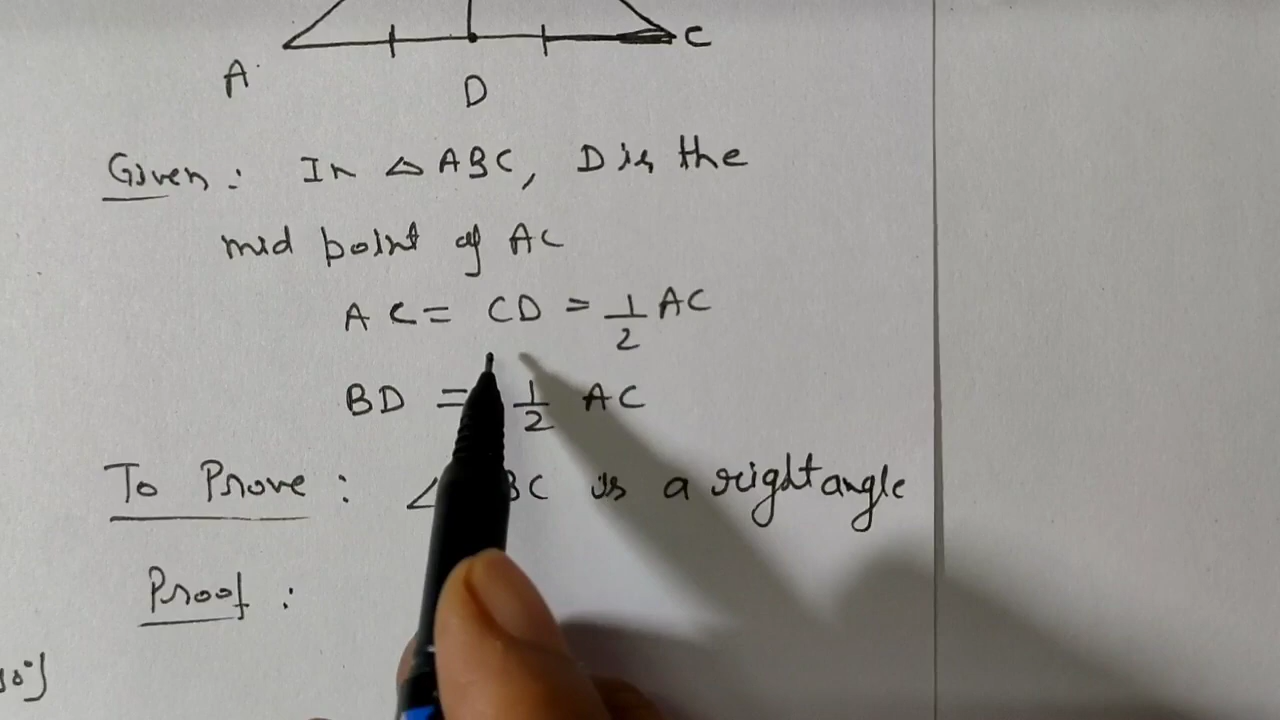 A
D
C
Given : In △ABC, D is the
mid point of AC
AC = CD = 1/2 AC
BD = 1/2 AC
To Prove : ∠ BC is a right angle
Proof :